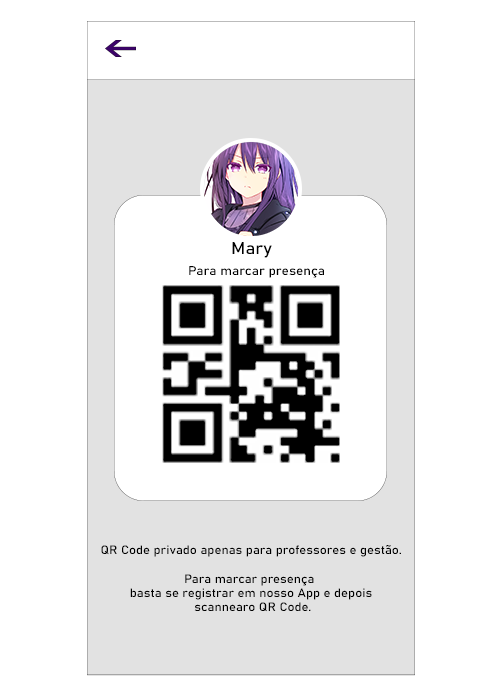 Mary
Para marcar presença
QR Code privado apenas para professores e gestão.
Para marcar presença
basta se registrar em nosso App e depois
scannearo QR Code.